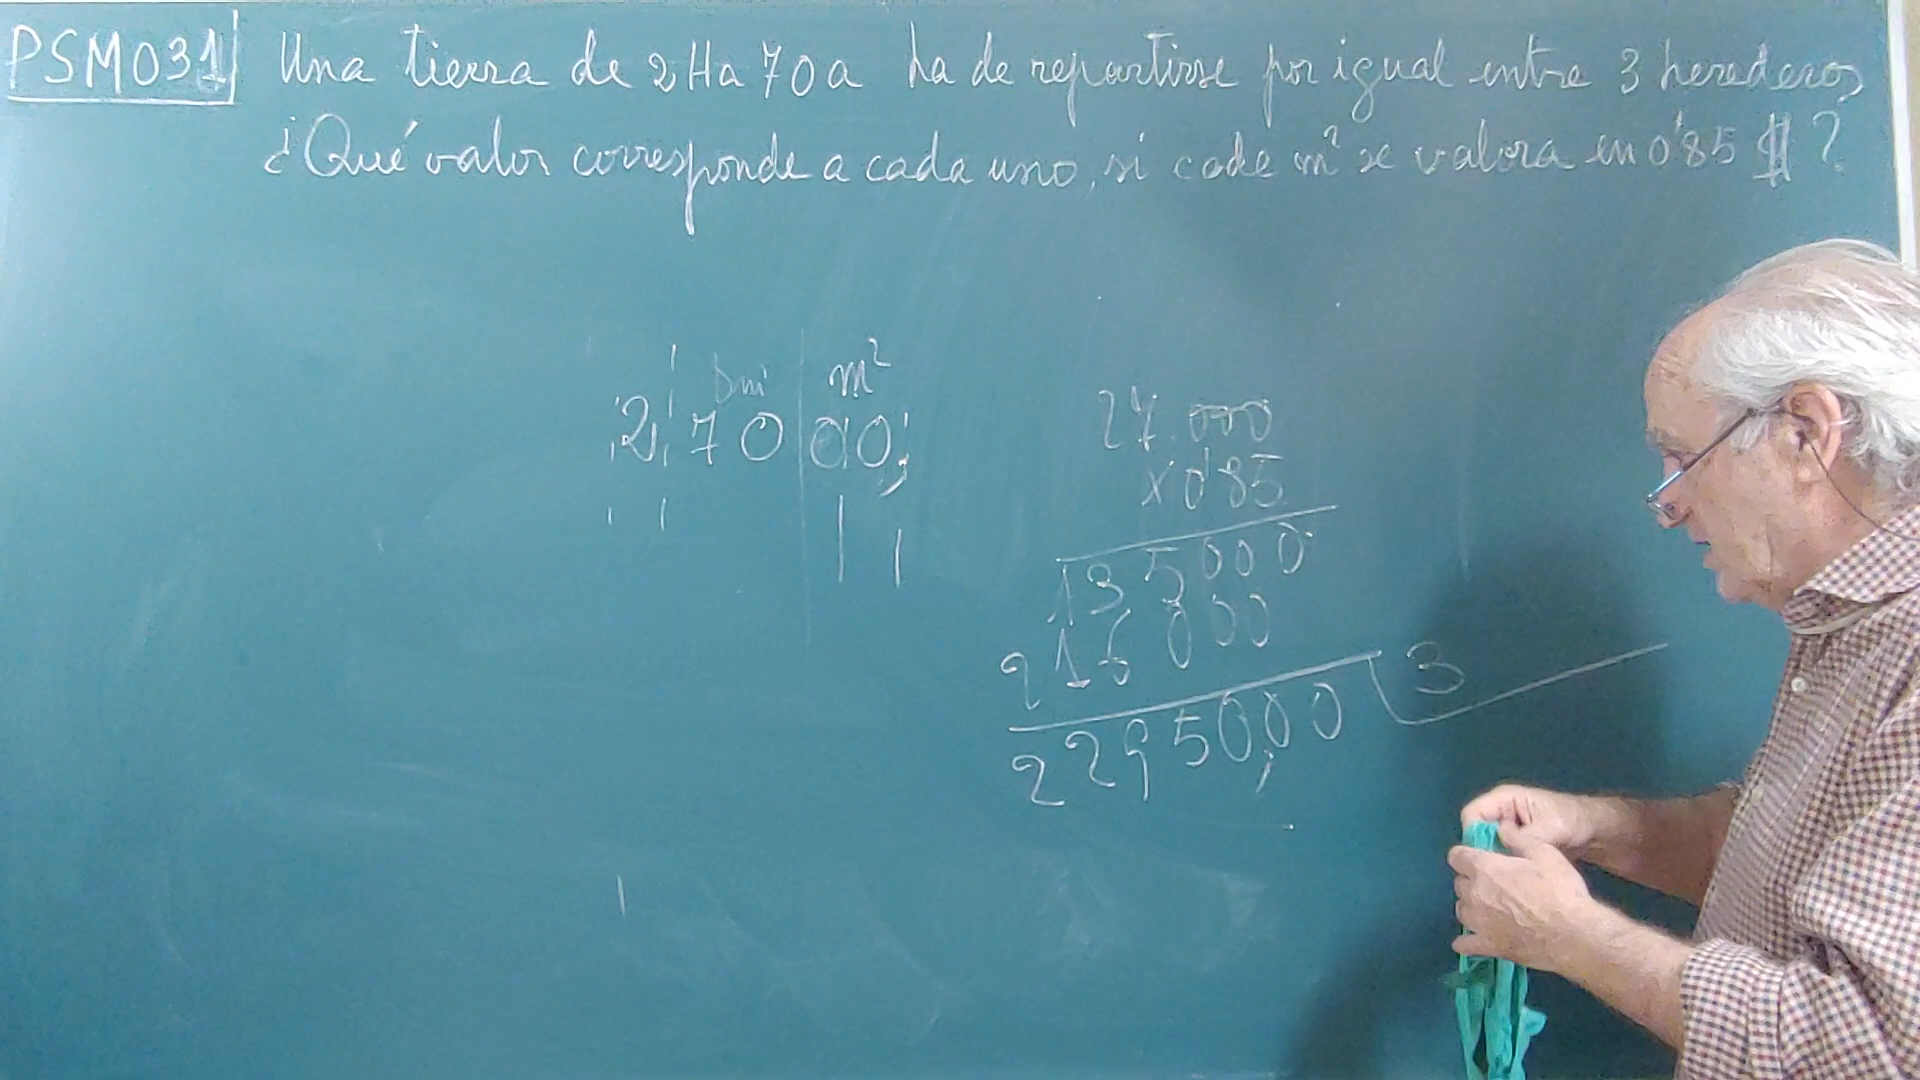 PSM031 Una tierra de 2Ha 70a ha de repartirse por igual entre 3 herederos
¿Qué valor corresponde a cada uno, si cada m² se valora en 0'85 $ ?
m²
2 70 00,
27.000
x 0'85
135000
216000
22950,00 3